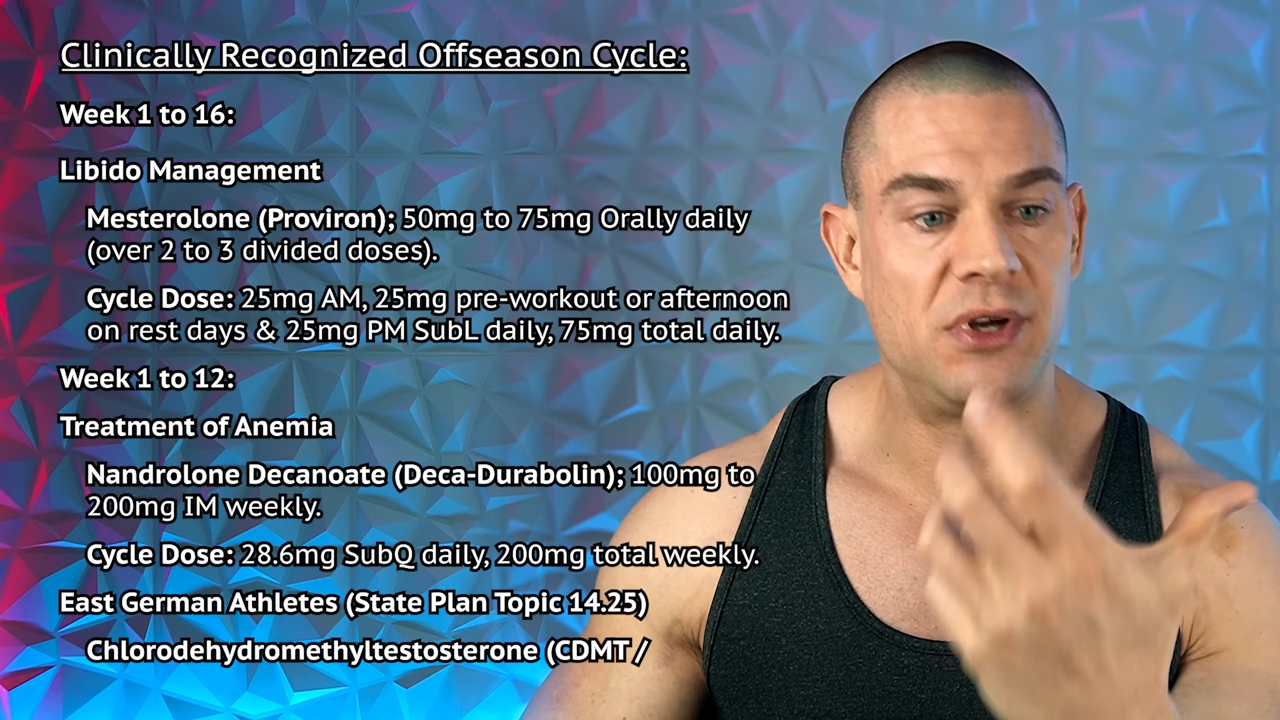 Clinically Recognized Offseason Cycle:
Week 1 to 16:
Libido Management
Mesterolone (Proviron); 50mg to 75mg Orally daily
(over 2 to 3 divided doses).
Cycle Dose: 25mg AM, 25mg pre-workout or afternoon
on rest days & 25mg PM SubL daily, 75mg total daily.
Week 1 to 12:
Treatment of Anemia
Nandrolone Decanoate (Deca-Durabolin); 100mg to
200mg IM weekly.
Cycle Dose: 28.6mg SubQ daily, 200mg total weekly.
East German Athletes (State Plan Topic 14.25)
Chlorodehydromethyltestosterone (CDMT /